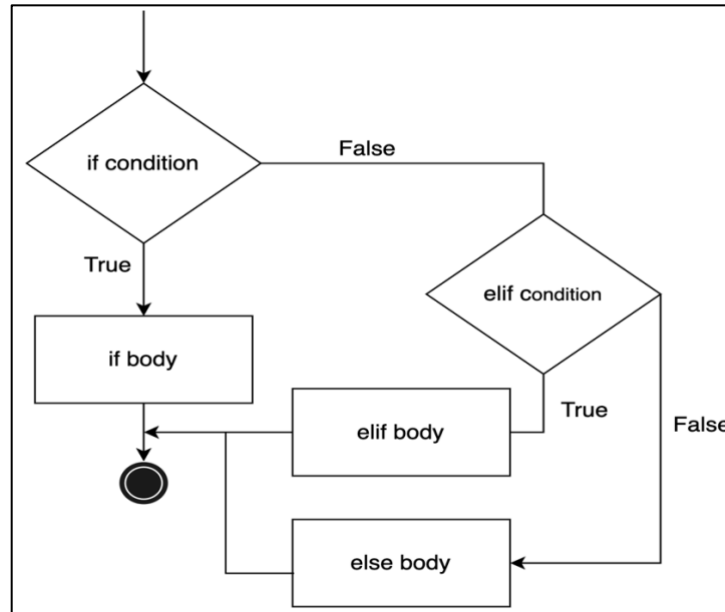 if condition
False
True
elif condition
if body
elif body
True
False
else body